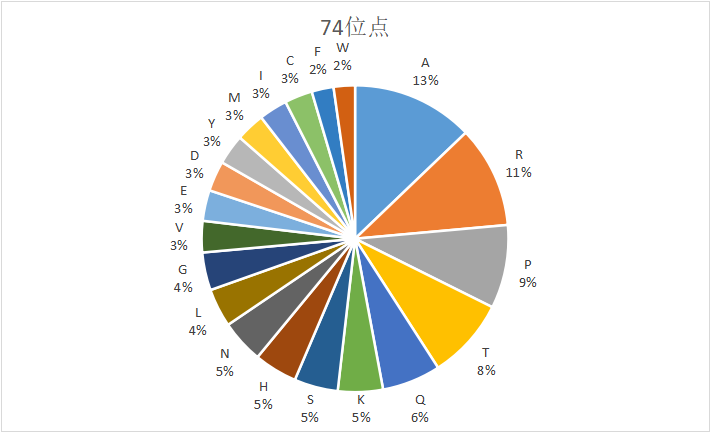 74位点
A
13%
R
11%
P
9%
T
8%
Q
6%
K
5%
S
5%
H
5%
N
5%
L
4%
G
4%
V
3%
E
3%
D
3%
Y
3%
M
3%
I
3%
C
3%
F
2%
W
2%